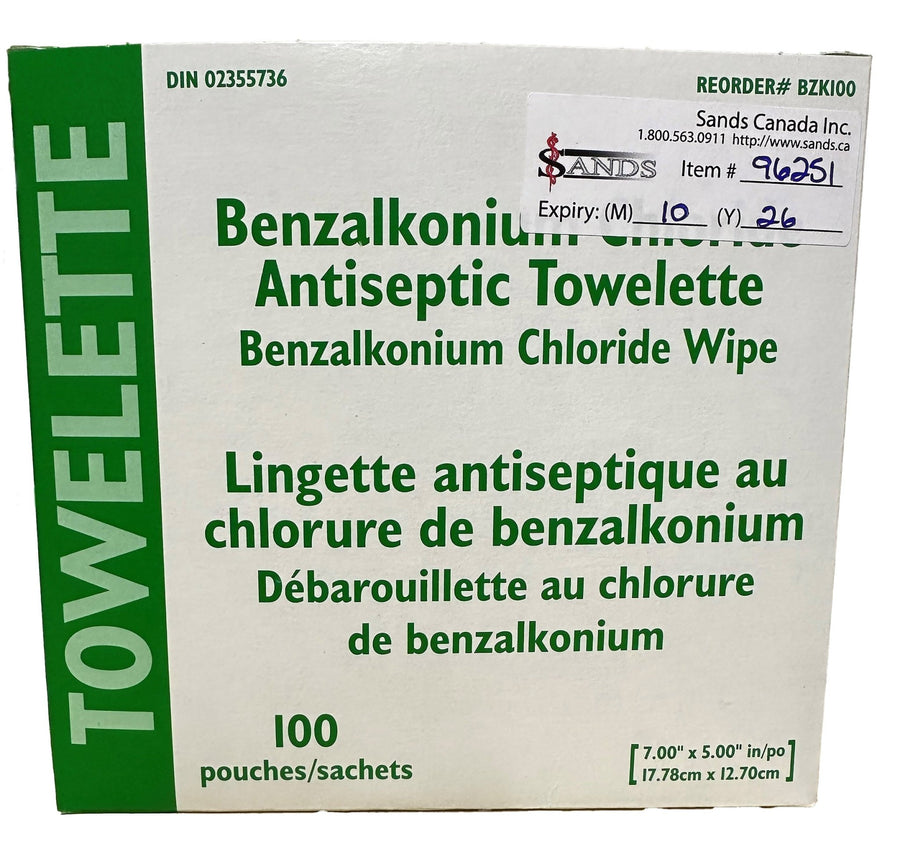 DIN 02355736
REORDER# BZK100
Sands Canada Inc.
1.800.563.0911 http://www.sands.ca
SANDS
Item # 96251
Expiry: (M) 10 (Y) 26
TOWELETTE
Benzalkonium Chloride
Antiseptic Towelette
Benzalkonium Chloride Wipe
Lingette antiseptique au
chlorure de benzalkonium
Débarouillette au chlorure
de benzalkonium
100
pouches/sachets
7.00" x 5.00" in/po
17.78cm x 12.70cm